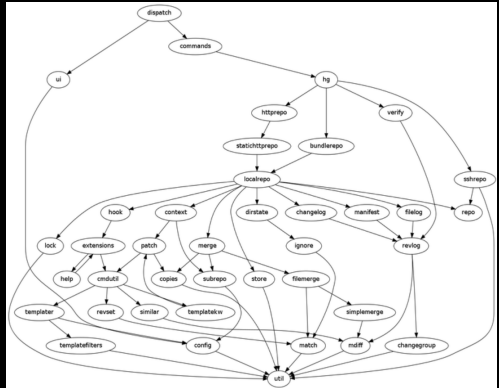 dispatch
commands
ui
hg
httprepo
verify
statichttprepo
bundlerepo
localrepo
sshrepo
hook
context
dirstate
changelog
manifest
filelog
repo
lock
extensions
patch
merge
ignore
revlog
help
cmdutil
copies
subrepo
store
filemerge
templater
revset
similar
templatekw
simplemerge
templatefilters
config
match
mdiff
changegroup
util